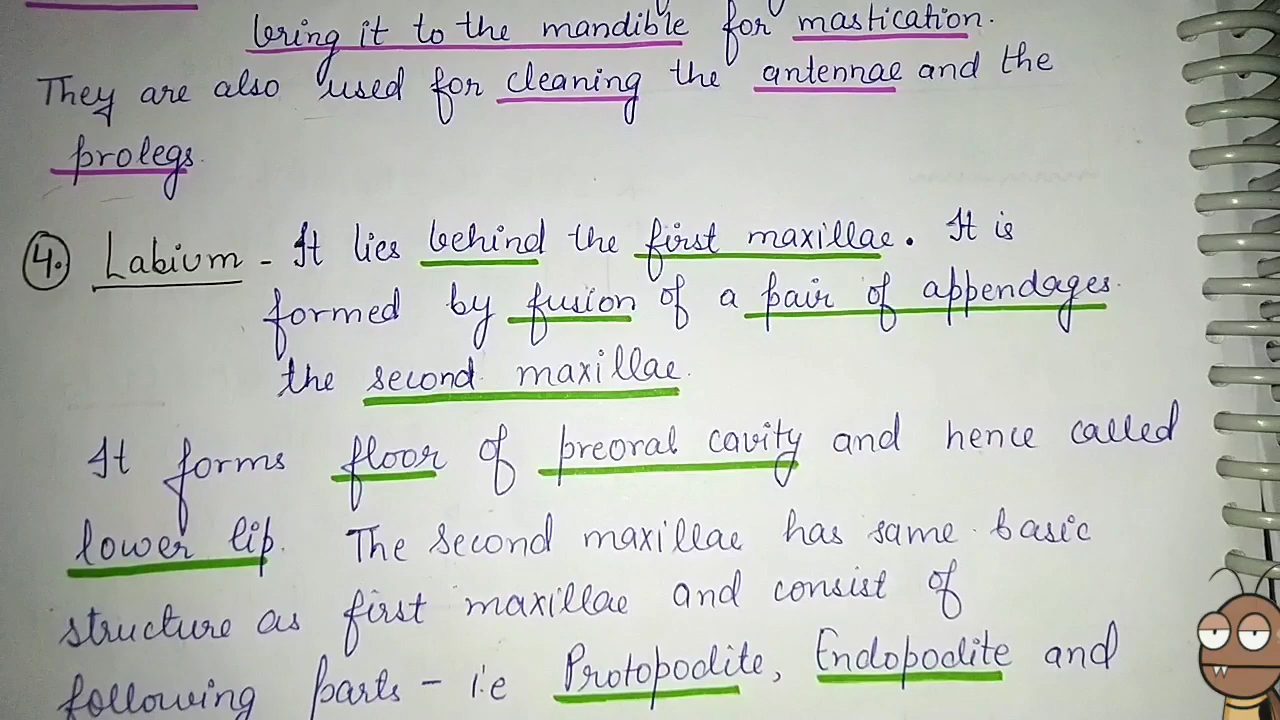 bring it to the mandible for mastication.
They are also used for cleaning the antennae and the
prolegs.
4. Labium - It lies behind the first maxillae. It is
formed by fusion of a pair of appendages.
the second maxillae.
It forms floor of preoral cavity and hence called
lower lip. The second maxillae has same basic
structure as first maxillae and consist of
following parts - i.e Protopodite, Endopodite and